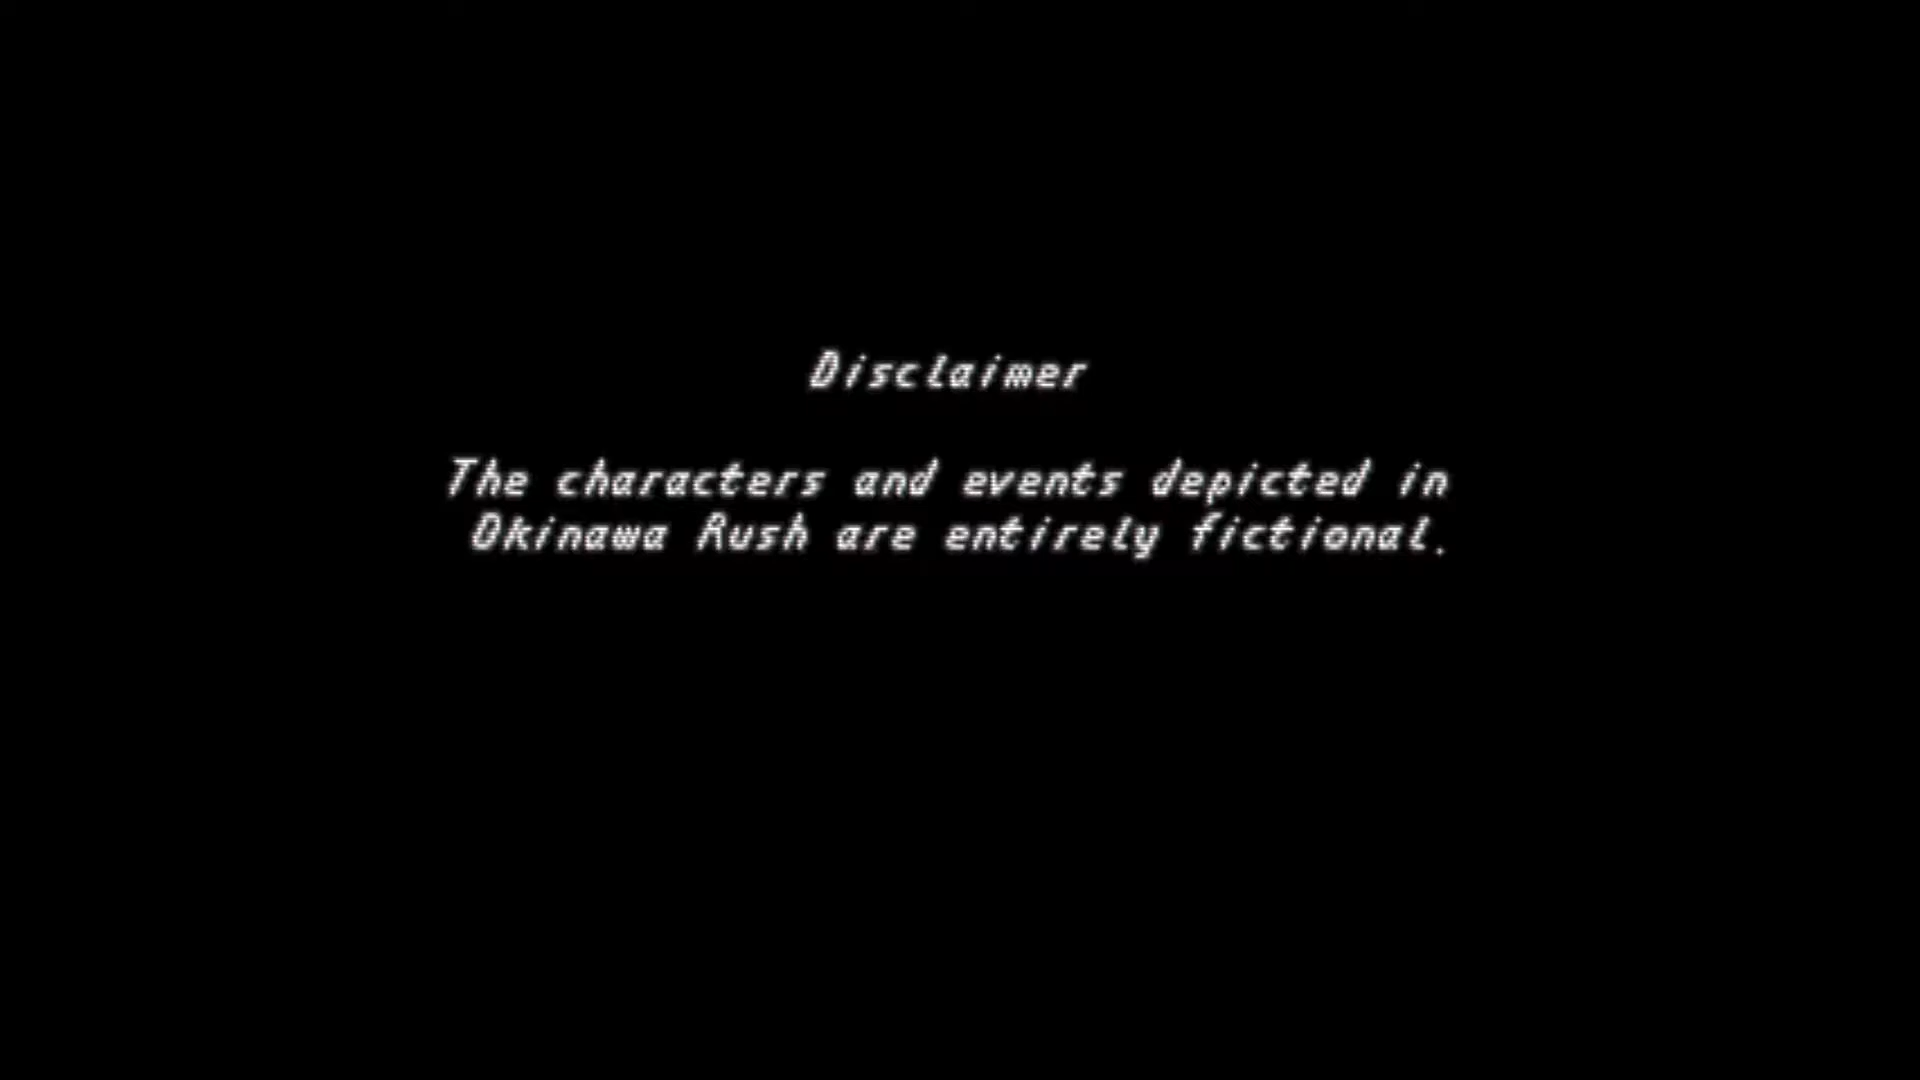 Disclaimer
The characters and events depicted in
Okinawa Rush are entirely fictional.